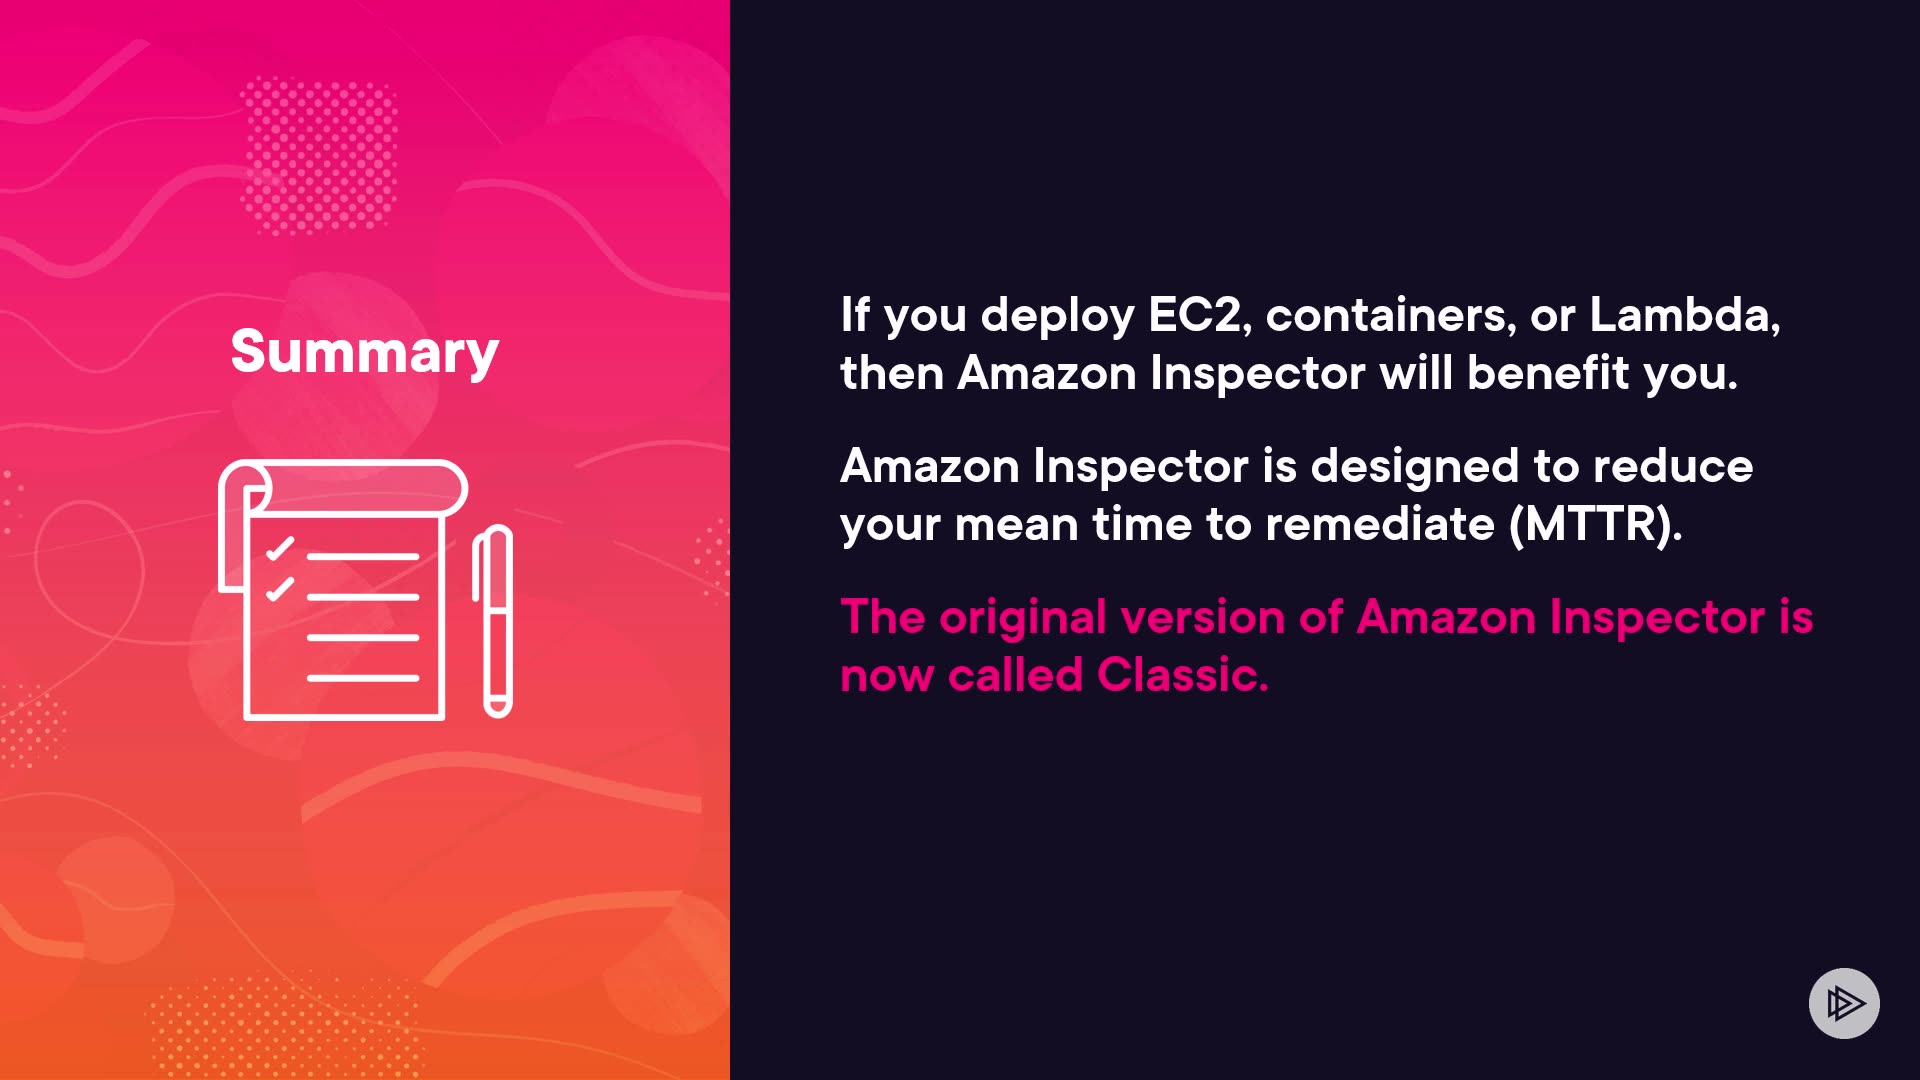 Summary
If you deploy EC2, containers, or Lambda,
then Amazon Inspector will benefit you.
Amazon Inspector is designed to reduce
your mean time to remediate (MTTR).
The original version of Amazon Inspector is
now called Classic.